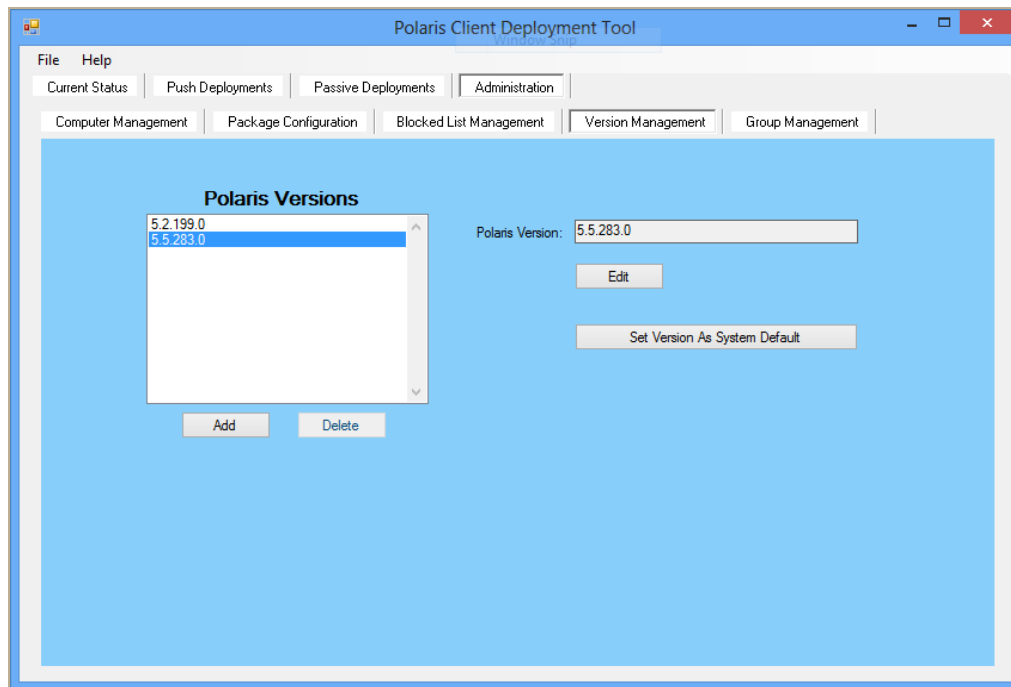 Polaris Client Deployment Tool
Window Snip
File Help
Current Status Push Deployments Passive Deployments Administration
Computer Management Package Configuration Blocked List Management Version Management Group Management
Polaris Versions
5.2.199.0
5.5.283.0
Polaris Version: 5.5.283.0
Edit
Set Version As System Default
Add Delete